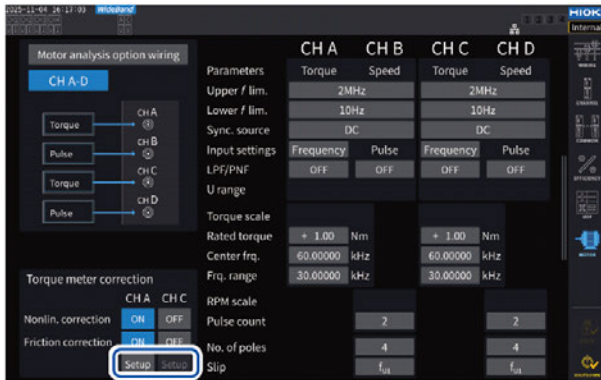 2025-11-04 16:17:03 WideBand
HIOKI
Interna
Motor analysis option wiring
CH A-D
CH A
Torque
CH B
Pulse
CH C
Torque
CH D
Pulse
CH A CH B CH C CH D
Parameters Torque Speed Torque Speed
Upper f lim. 2MHz 2MHz
Lower f lim. 10Hz 10Hz
Sync. source DC DC
Input settings Frequency Pulse Frequency Pulse
LPF/PNF OFF OFF OFF OFF
U range
Torque scale
Rated torque + 1.00 Nm + 1.00 Nm
Center frq. 60.00000 kHz 60.00000 kHz
Frq. range 30.00000 kHz 30.00000 kHz
RPM scale
Pulse count 2 2
No. of poles 4 4
Slip fU1 fU1
Torque meter correction
CH A CH C
Nonlin. correction ON OFF
Friction correction ON OFF
Setup Setup
WIRING
CHANNEL
COMMON
EFFICIENCY
UDF
MOTOR